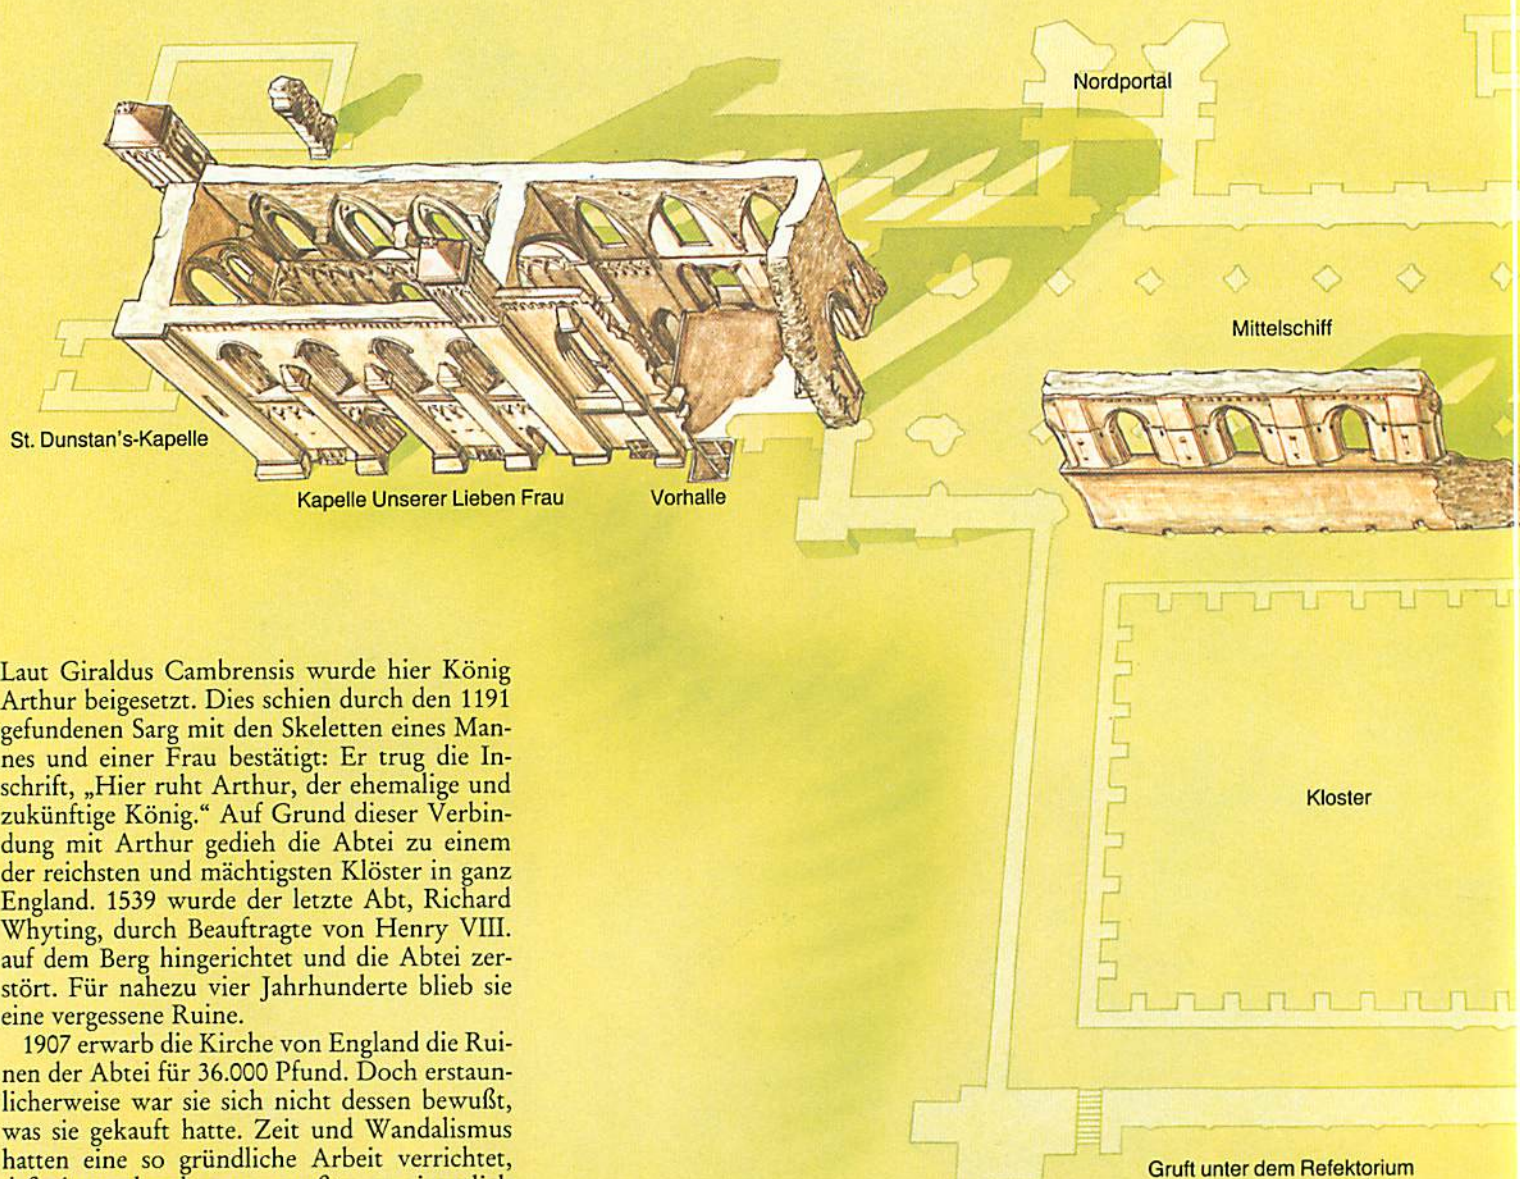 Nordportal
Mittelschiff
St. Dunstan's-Kapelle
Kapelle Unserer Lieben Frau
Vorhalle
Kloster
Gruft unter dem Refektorium
Laut Giraldus Cambrensis wurde hier König
Arthur beigesetzt. Dies schien durch den 1191
gefundenen Sarg mit den Skeletten eines Man-
nes und einer Frau bestätigt: Er trug die In-
schrift, „Hier ruht Arthur, der ehemalige und
zukünftige König.“ Auf Grund dieser Verbin-
dung mit Arthur gedieh die Abtei zu einem
der reichsten und mächtigsten Klöster in ganz
England. 1539 wurde der letzte Abt, Richard
Whyting, durch Beauftragte von Henry VIII.
auf dem Berg hingerichtet und die Abtei zer-
stört. Für nahezu vier Jahrhunderte blieb sie
eine vergessene Ruine.
1907 erwarb die Kirche von England die Rui-
nen der Abtei für 36.000 Pfund. Doch erstaun-
licherweise war sie sich nicht dessen bewußt,
was sie gekauft hatte. Zeit und Wandalismus
hatten eine so gründliche Arbeit verrichtet,